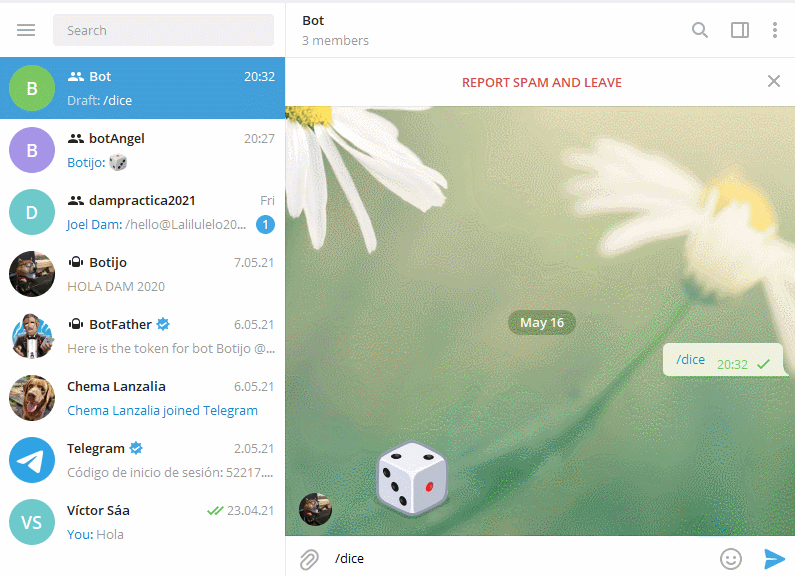 Search
B
Bot
20:32
Draft: /dice
B
botAngel
20:27
Botijo:
D
dampractica2021
Fri
Joel Dam: /hello@Lalilulelo20...
1
Botijo
7.05.21
HOLA DAM 2020
BotFather
6.05.21
Here is the token for bot Botijo @...
Chema Lanzalia
6.05.21
Chema Lanzalia joined Telegram
Telegram
2.05.21
Código de inicio de sesión: 52217....
VS
Víctor Sáa
23.04.21
You: Hola
Bot
3 members
REPORT SPAM AND LEAVE
May 16
/dice 20:32
/dice